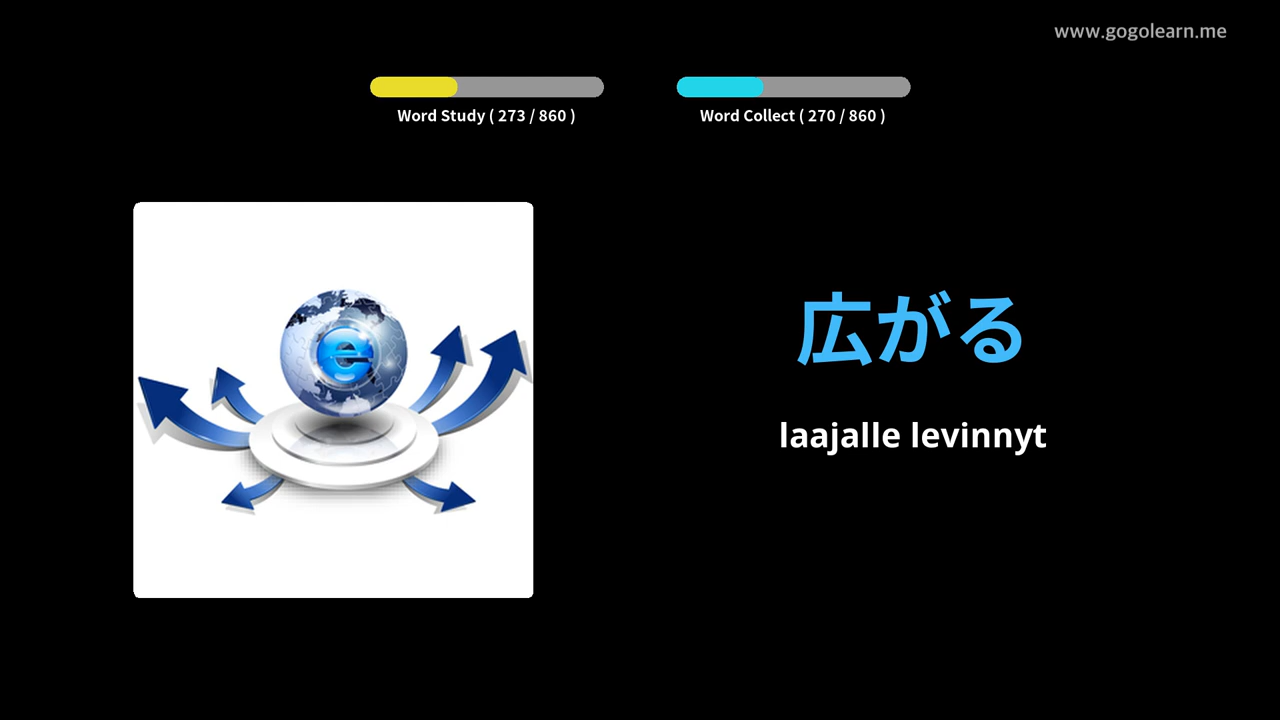 www.gogolearn.me
Word Study ( 273 / 860 )
Word Collect ( 270 / 860 )
e
広がる
laajalle levinnyt